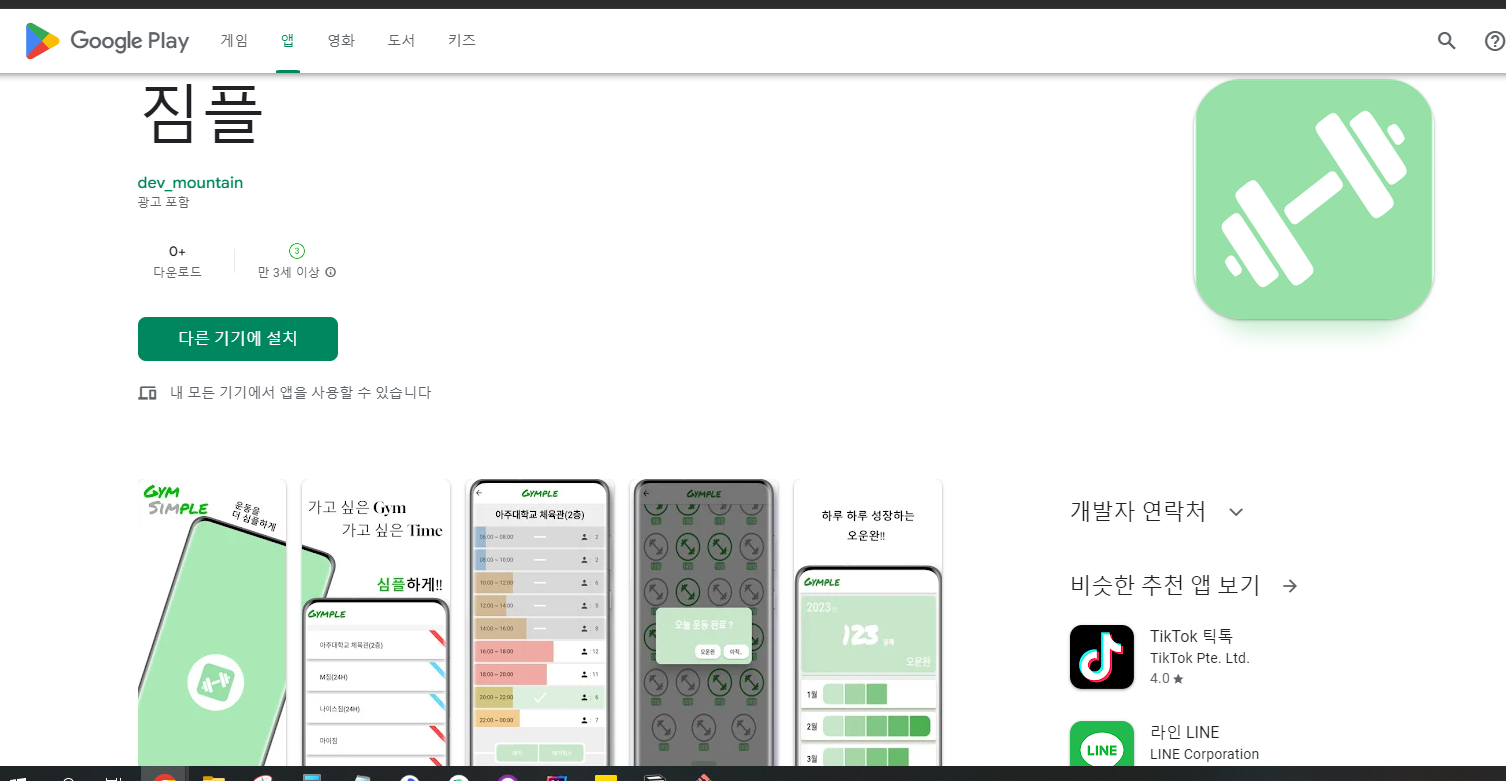 Google Play 게임 앱 영화 도서 키즈
짐플
dev_mountain
광고 포함
0+
다운로드
3
만 3세 이상
다른 기기에 설치
내 모든 기기에서 앱을 사용할 수 있습니다
GYM
SIMPLE
운동을
더 심플하게
가고 싶은 Gym
가고 싶은 Time
심플하게!!
GYMPLE
아주대학교 체육관(2층)
M짐(24H)
나이스짐(24H)
마이짐
GYMPLE
아주대학교 체육관(2층)
06:00 ~ 08:00 : 2
08:00 ~ 10:00 : 2
10:00 ~ 12:00 : 6
12:00 ~ 14:00 : 5
14:00 ~ 16:00 : 8
16:00 ~ 18:00 : 12
18:00 ~ 20:00 : 11
20:00 ~ 22:00 : 6
22:00 ~ 00:00 : 7
GYMPLE
오늘 운동 완료 ?
오운완 아직..
하루 하루 성장하는
오운완!!
GYMPLE
2023
123
오운완
1월
2월
3월
개발자 연락처
비슷한 추천 앱 보기
TikTok 틱톡
TikTok Pte. Ltd.
4.0
라인 LINE
LINE Corporation
LINE